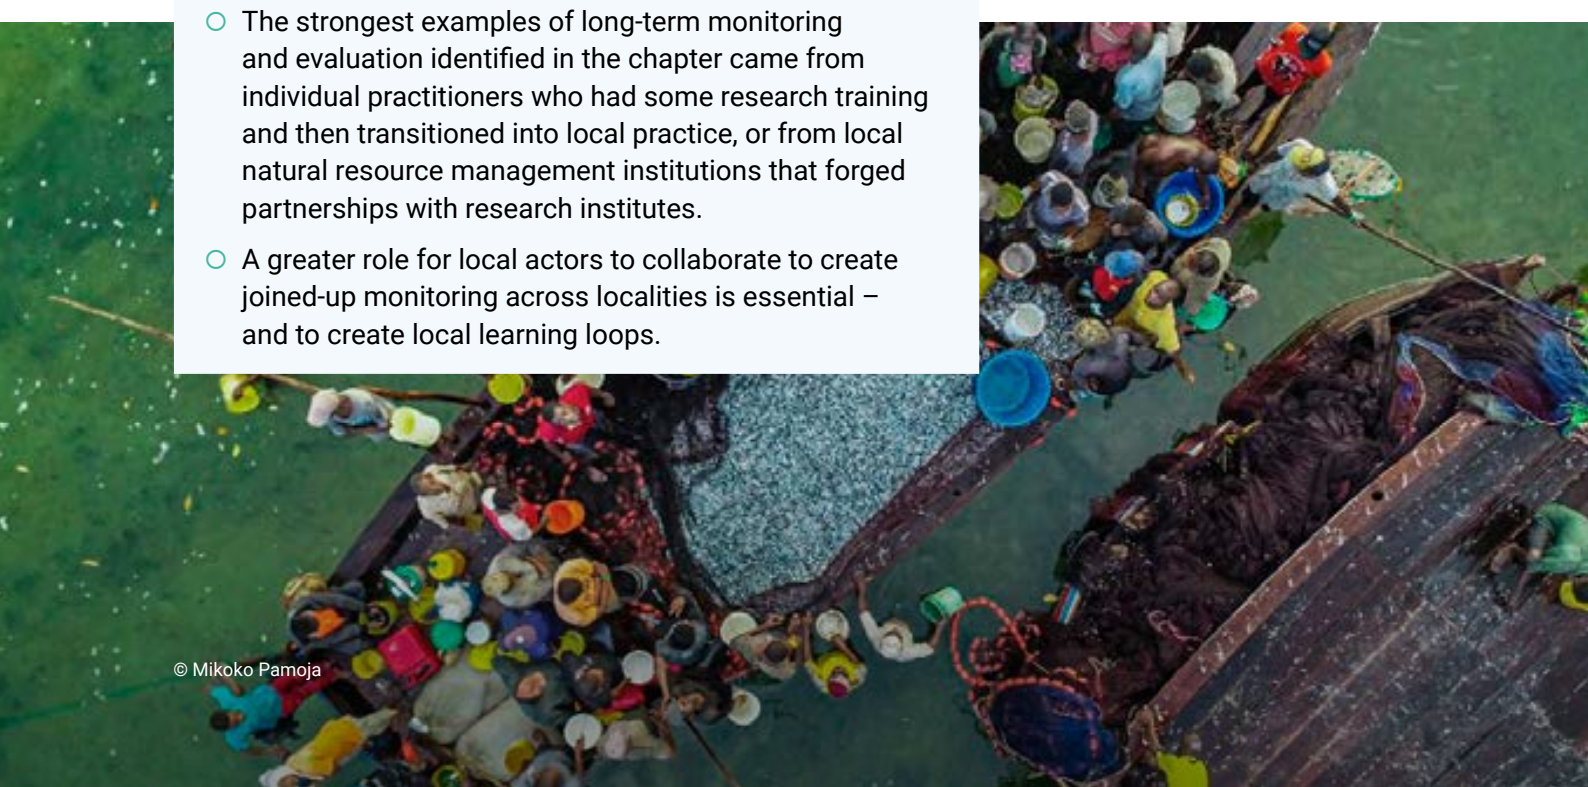 The strongest examples of long-term monitoring
and evaluation identified in the chapter came from
individual practitioners who had some research training
and then transitioned into local practice, or from local
natural resource management institutions that forged
partnerships with research institutes.
A greater role for local actors to collaborate to create
joined-up monitoring across localities is essential –
and to create local learning loops.
© Mikoko Pamoja